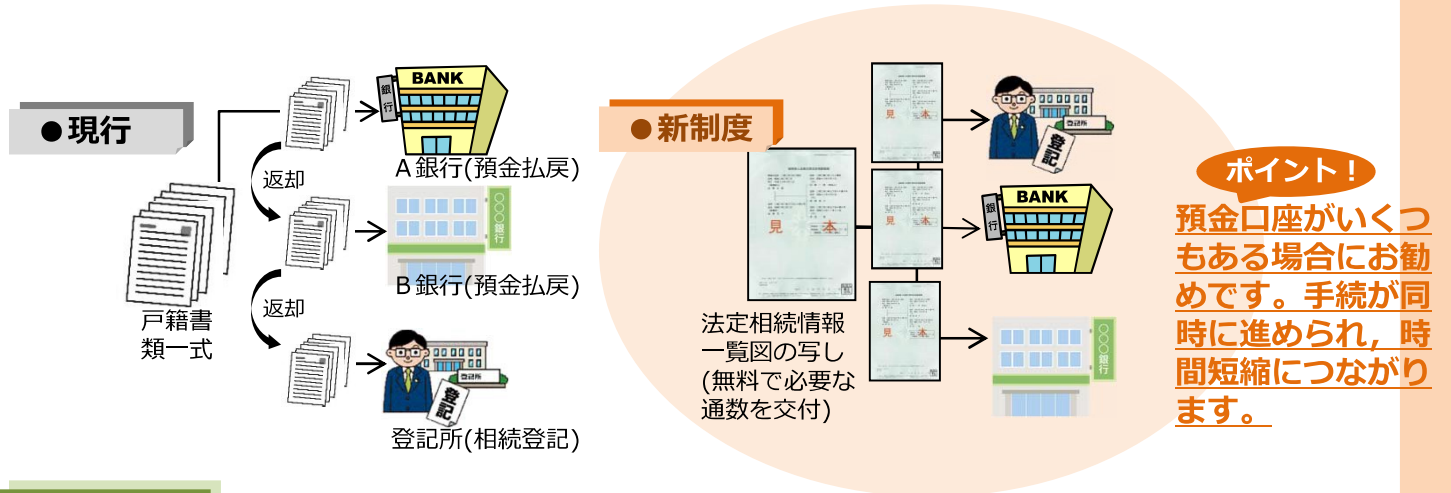 ●現行
BANK
銀行
A銀行(預金払戻)
返却
〇〇〇銀行
B銀行(預金払戻)
返却
戸籍書
類一式
登記所
登記
登記所(相続登記)
●新制度
見本
見本
見本
見本
法定相続情報
一覧図の写し
(無料で必要な
通数を交付)
登記所
登記
BANK
銀行
〇〇〇銀行
ポイント！
預金口座がいくつ
もある場合にお勧
めです。手続が同
時に進められ，時
間短縮につながり
ます。